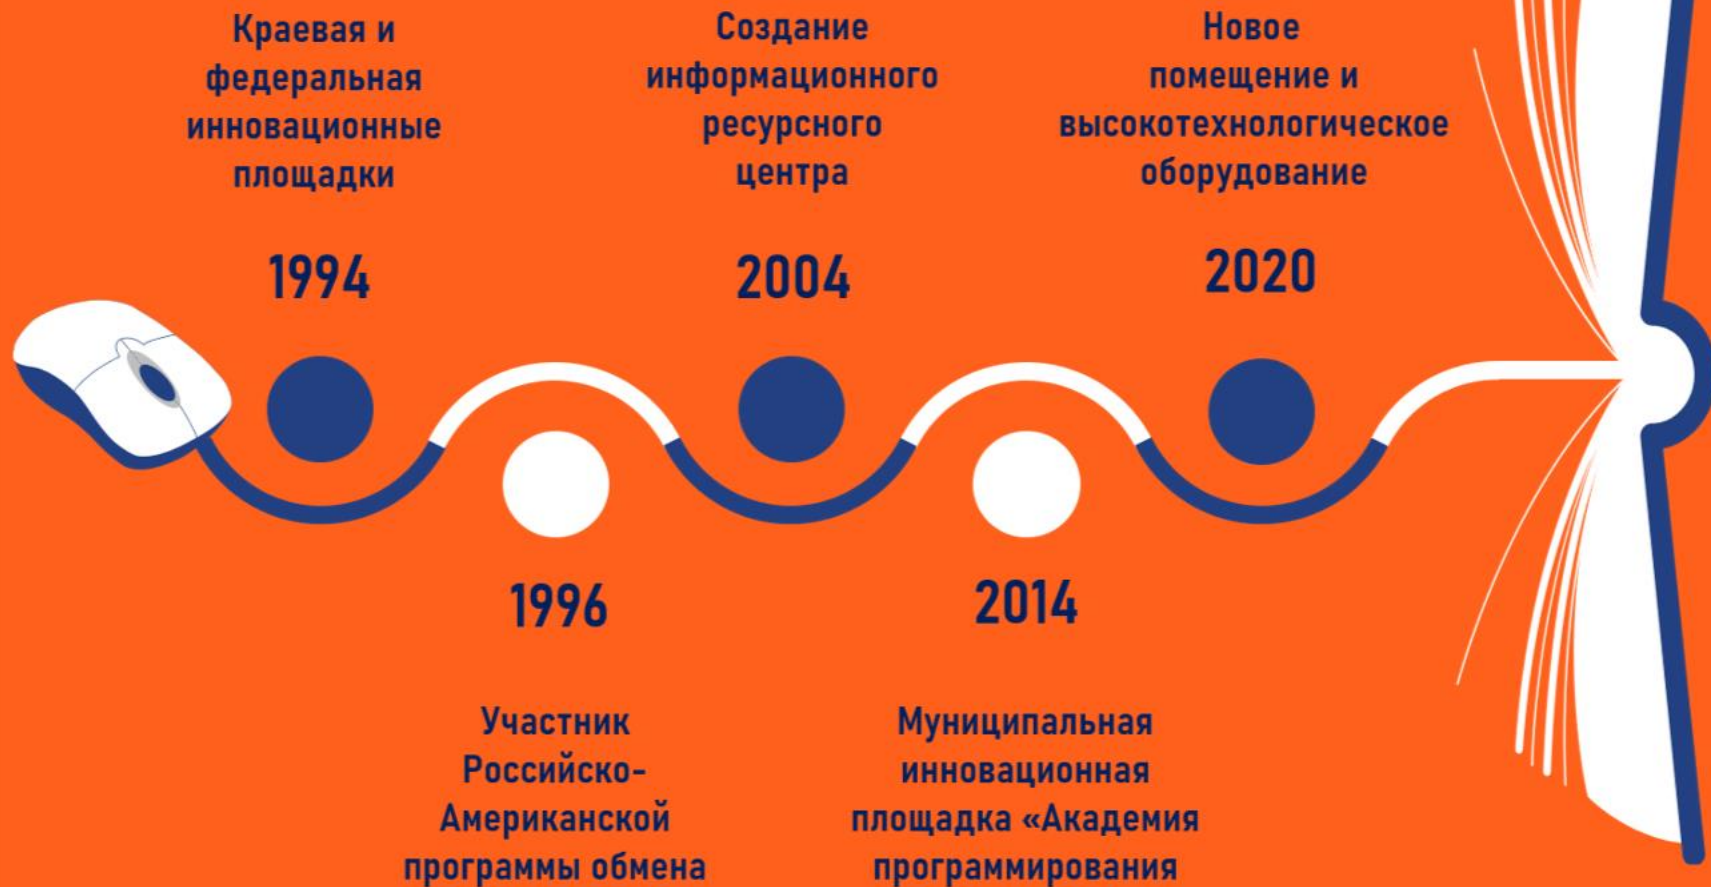 Краевая и
федеральная
инновационные
площадки
1994
Создание
информационного
ресурсного
центра
2004
Новое
помещение и
высокотехнологическое
оборудование
2020
1996
Участник
Российско-
Американской
программы обмена
2014
Муниципальная
инновационная
площадка «Академия
программирования